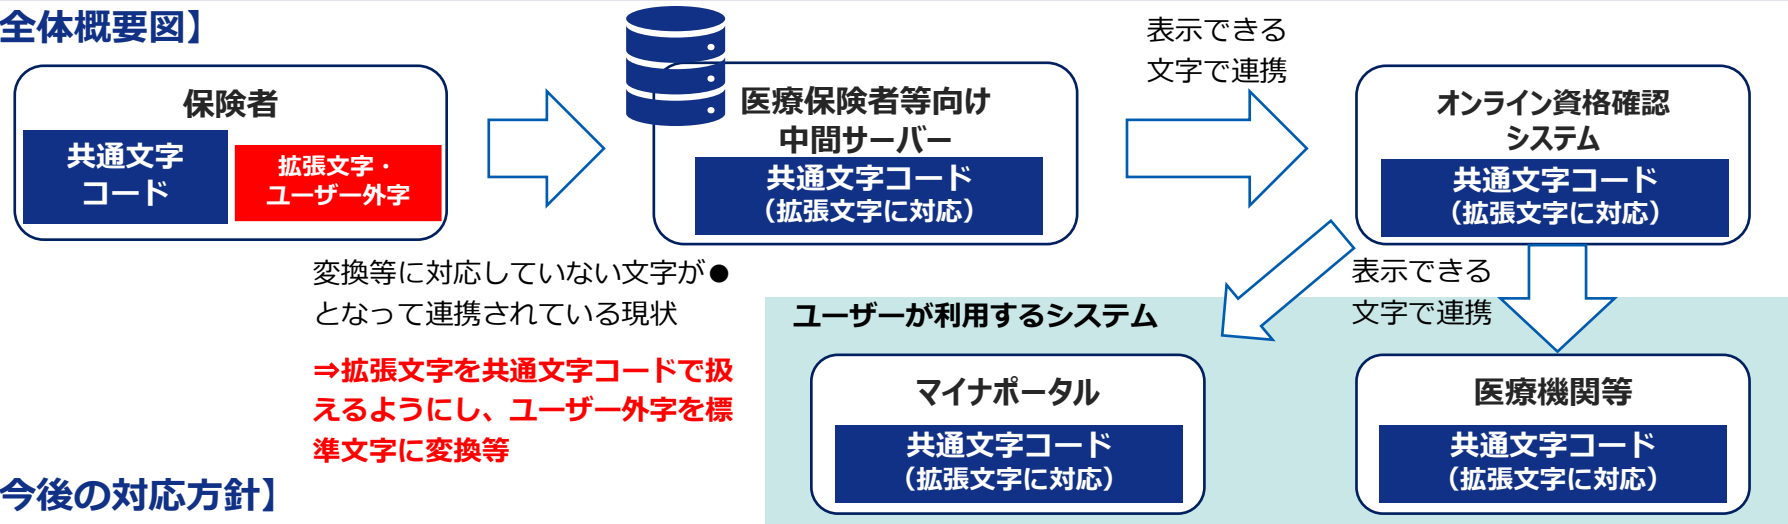 全体概要図】
保険者
共通文字
コード
拡張文字・
ユーザー外字
医療保険者等向け
中間サーバー
共通文字コード
（拡張文字に対応）
表示できる
文字で連携
オンライン資格確認
システム
共通文字コード
（拡張文字に対応）
変換等に対応していない文字が●
となって連携されている現状
⇒拡張文字を共通文字コードで扱
えるようにし、ユーザー外字を標
準文字に変換等
表示できる
文字で連携
ユーザーが利用するシステム
マイナポータル
共通文字コード
（拡張文字に対応）
医療機関等
共通文字コード
（拡張文字に対応）
今後の対応方針】